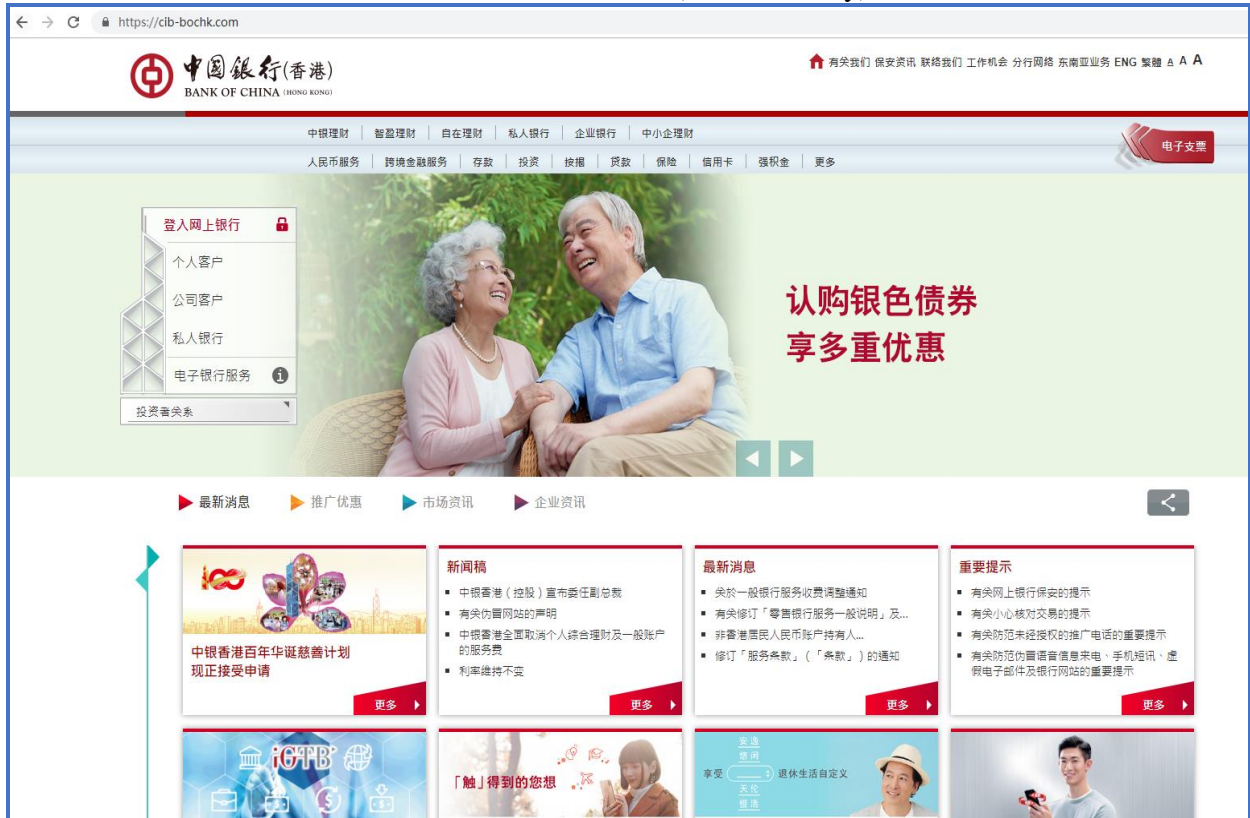 https://cib-bochk.com
中國銀行(香港)
BANK OF CHINA (HONG KONG)
有关我们 保安资讯 联络我们 工作机会 分行网络 东南亚业务 ENG 繁體 A A A
中银理财 智盈理财 自在理财 私人银行 企业银行 中小企理财
人民币服务 跨境金融服务 存款 投资 按揭 贷款 保险 信用卡 强积金 更多
电子支票
登入网上银行
个人客户
公司客户
私人银行
电子银行服务
投资者关系
认购银色债券
享多重优惠
最新消息 推广优惠 市场资讯 企业资讯
100
中银香港百年华诞慈善计划
现正接受申请
更多
新闻稿
中银香港（控股）宣布委任副总裁
有关伪冒网站的声明
中银香港全面取消个人综合理财及一般账户
的服务费
利率维持不变
更多
最新消息
关於一般银行服务收费调整通知
有关修订「零售银行服务一般说明」及...
非香港居民人民币账户持有人...
修订「服务条款」(「条款」) 的通知
更多
重要提示
有关网上银行保安的提示
有关小心核对交易的提示
有关防范未经授权的推广电话的重要提示
有关防范伪冒语音信息来电、手机短讯、虚
假电子邮件及银行网站的重要提示
更多
iGTB
「触」得到的您想
安逸
悠闲
享受 退休生活自定义
天伦